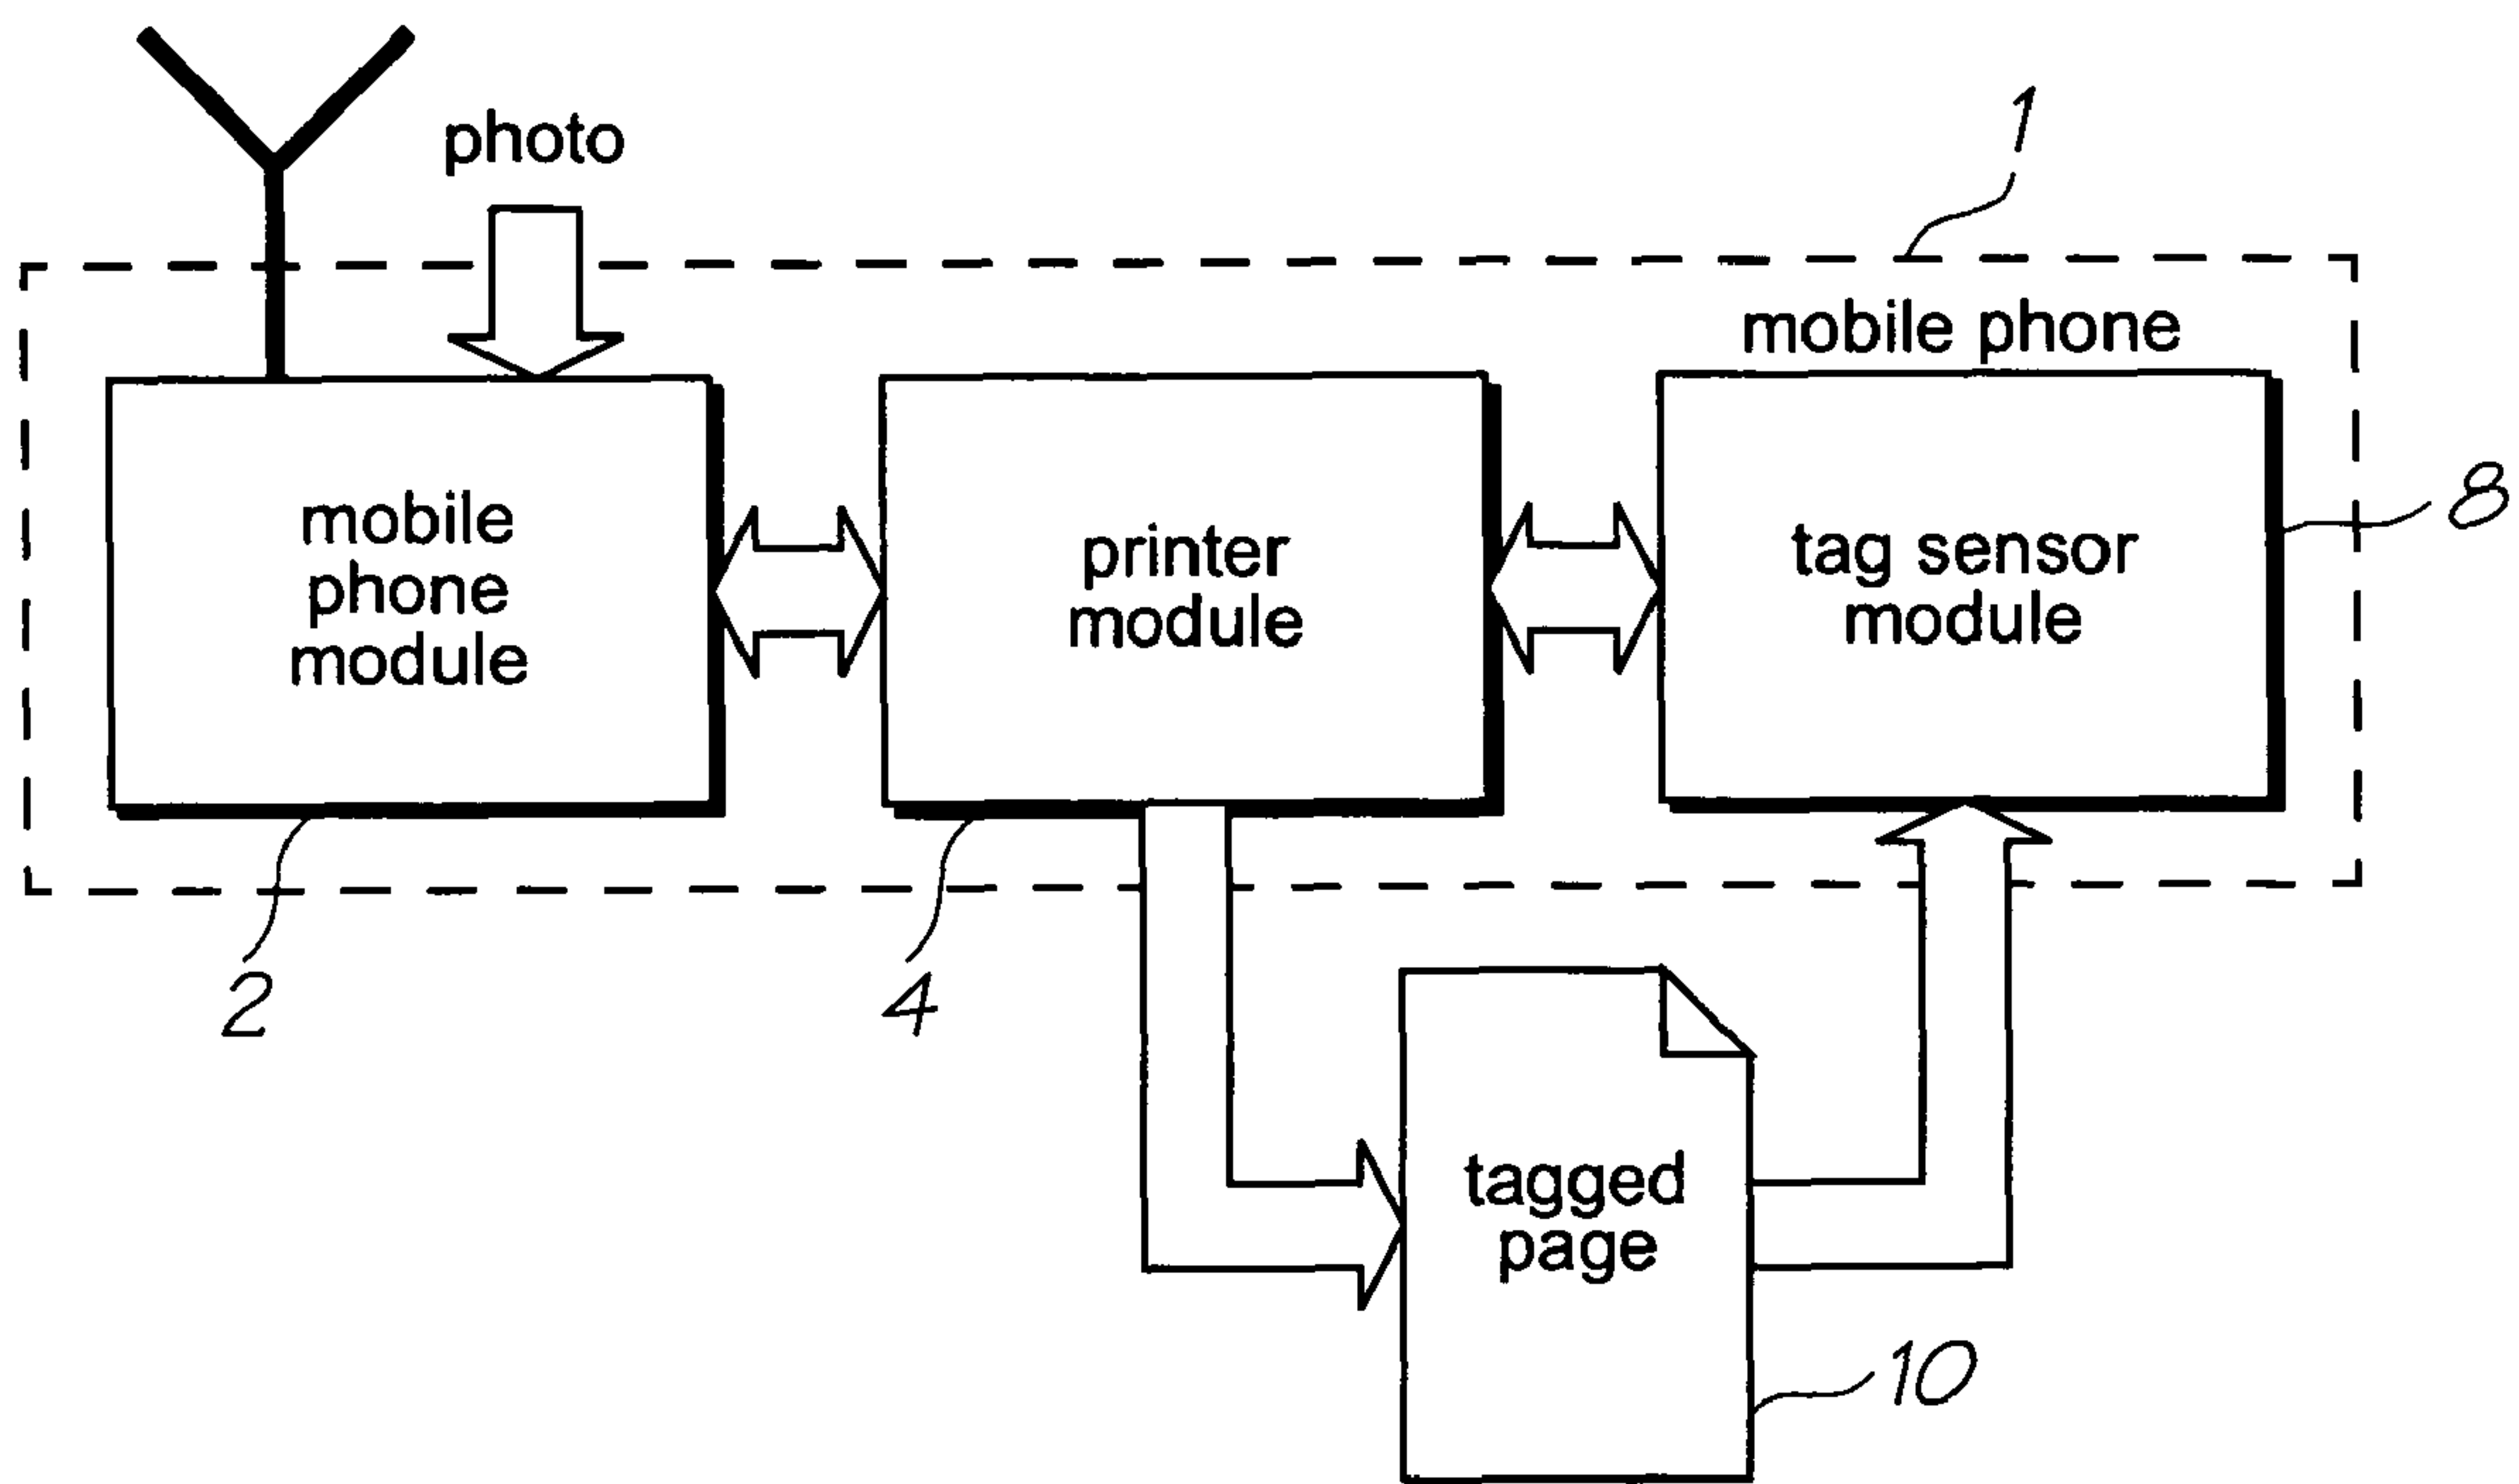 photo
1
mobile phone
mobile
phone
module
printer
module
tag sensor
module
8
2
4
tagged
page
10